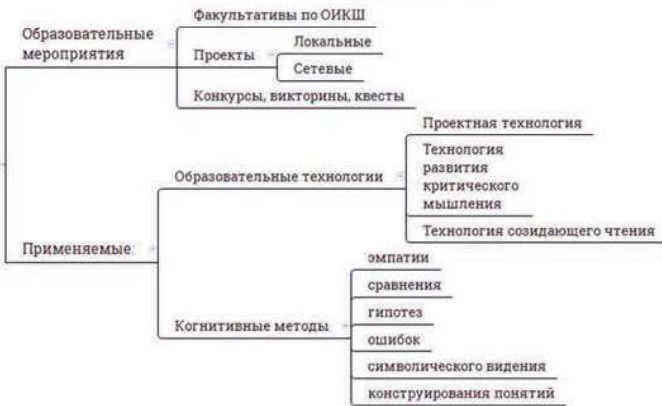 Образовательные
мероприятия
Факультативы по ОИКШ
Проекты
Локальные
Сетевые
Конкурсы, викторины, квесты
Применяемые:
Образовательные технологии
Проектная технология
Технология
развития
критического
мышления
Технология созидающего чтения
Когнитивные методы
эмпатии
сравнения
гипотез
ошибок
символического видения
конструирования понятий